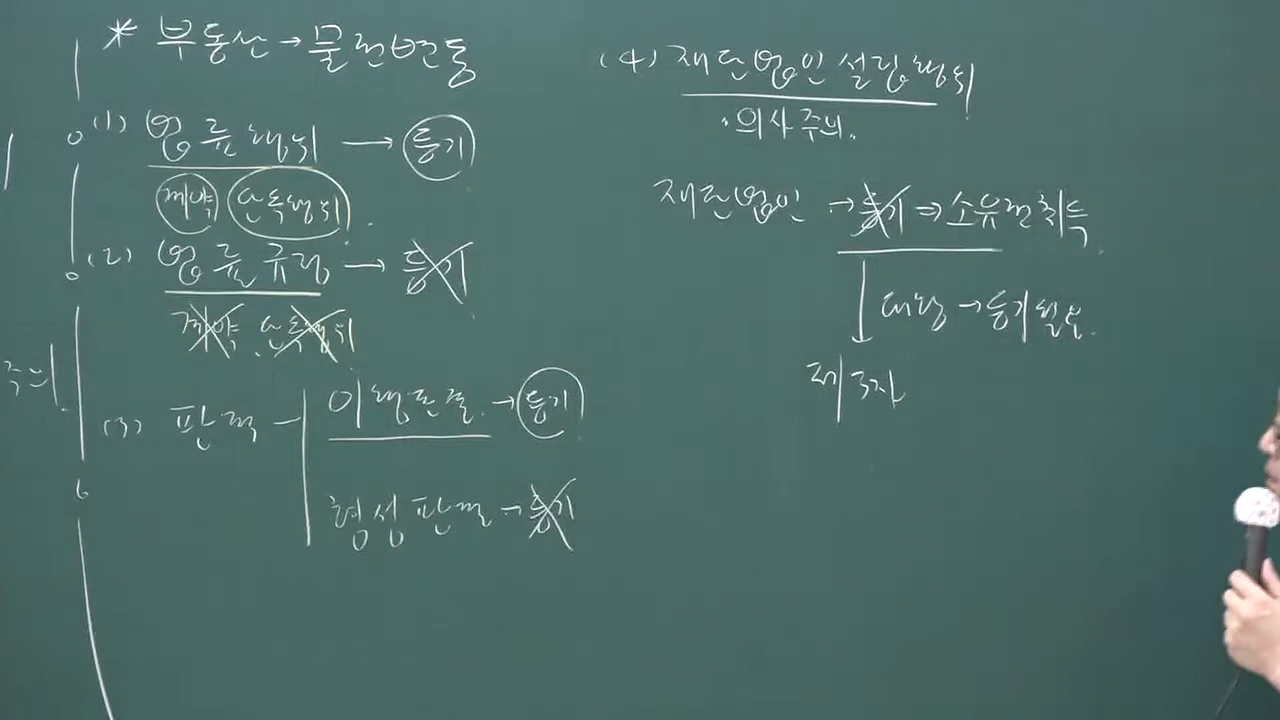 * 부동산 → 물권변동
(1) 법률행위 → 등기
계약 단독행위
(2) 법률규정 → 등기
계약 단독행위
(3) 판결
이행판결 → 등기
형성판결 → 등기
(4) 재단법인 설립행위
·의사주의.
재단법인 → 등기 ⇒ 소유권취득
대항 → 등기필요.
제3자